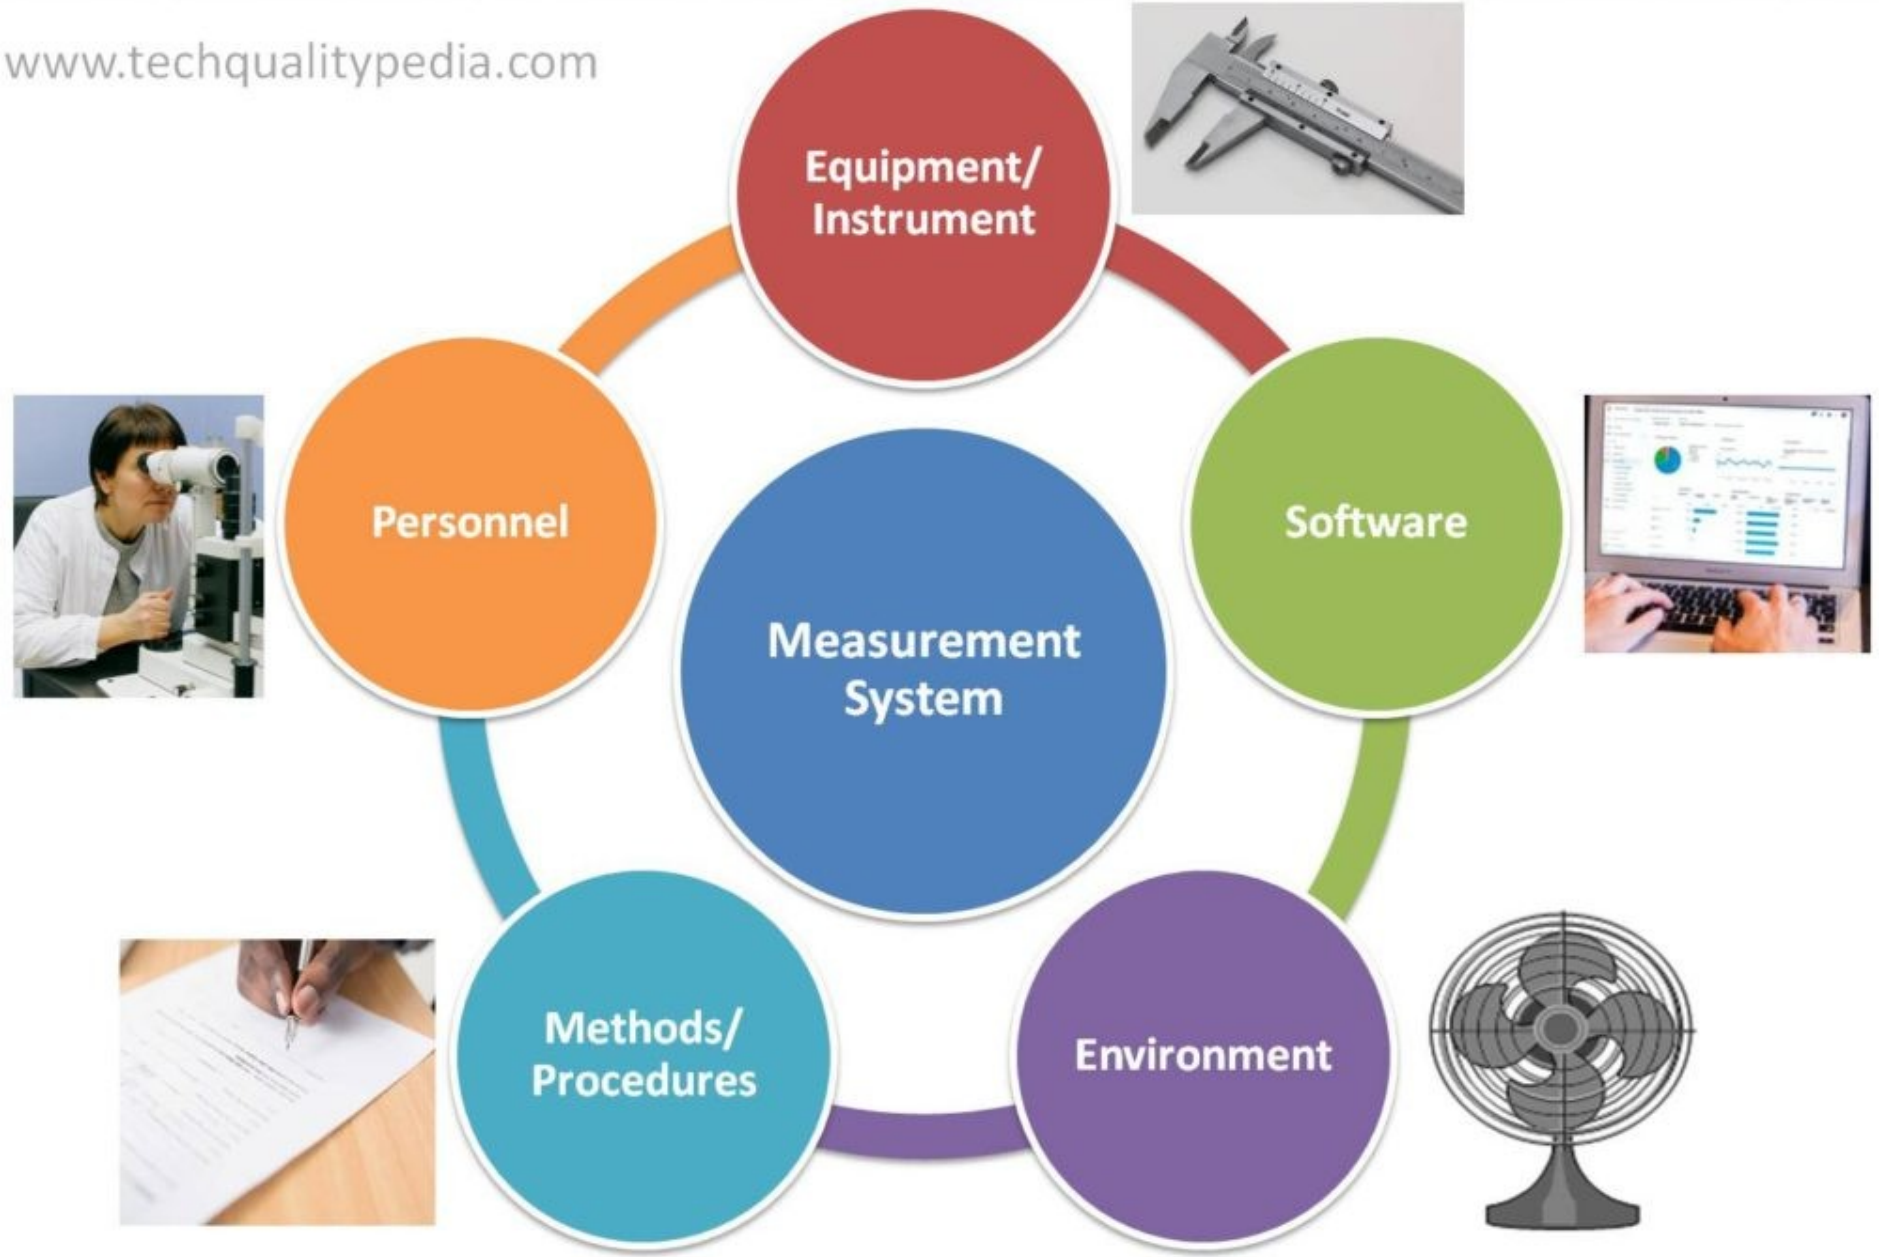 www.techqualitypedia.com
Equipment/
Instrument
Personnel
Software
Measurement
System
Methods/
Procedures
Environment